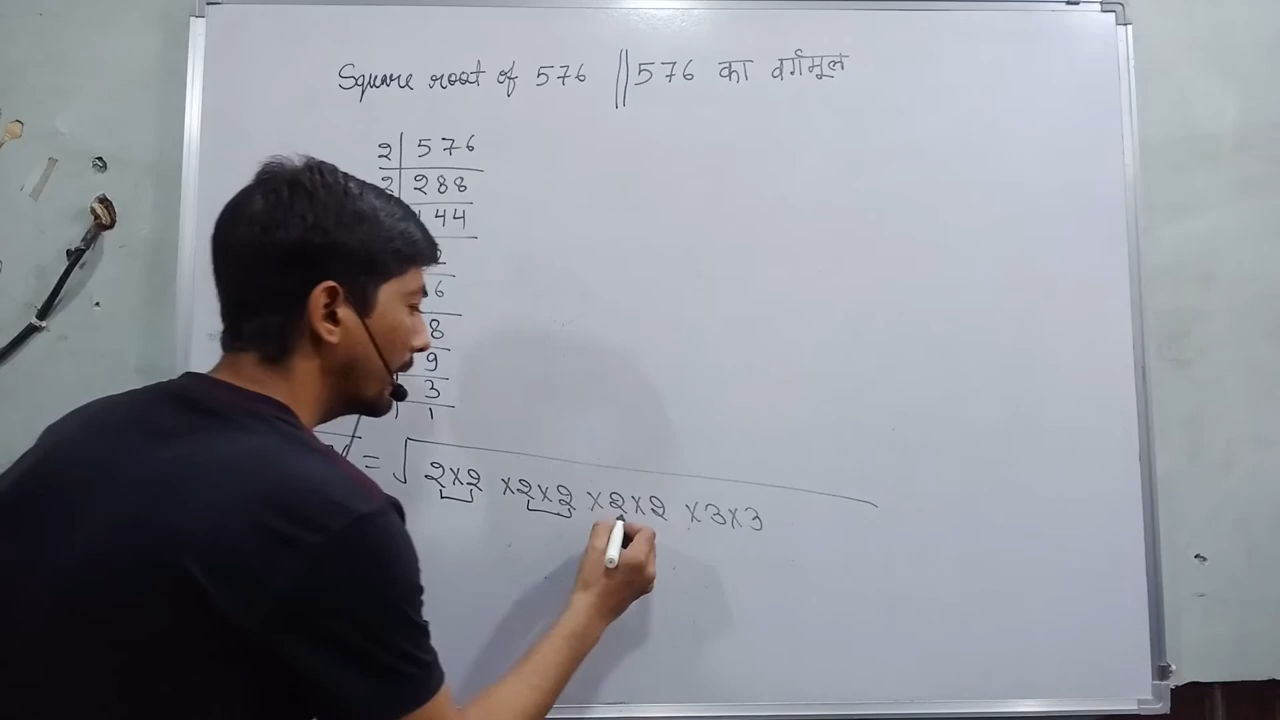 Square root of 576 || 576 का वर्गमूल
2 | 576
2 | 288
144
2
6
8
9
3
1
= √2×2 ×2×2 ×2×2 ×3×3